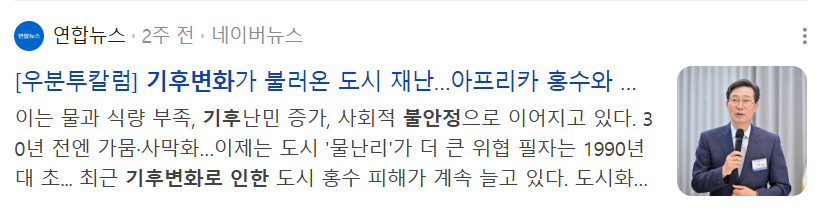 연합뉴스 연합뉴스 · 2주 전 · 네이버뉴스
[우분투칼럼] 기후변화가 불러온 도시 재난...아프리카 홍수와 ...
이는 물과 식량 부족, 기후난민 증가, 사회적 불안정으로 이어지고 있다. 3
0년 전엔 가뭄·사막화...이제는 도시 '물난리'가 더 큰 위협 필자는 1990년
대 초... 최근 기후변화로 인한 도시 홍수 피해가 계속 늘고 있다. 도시화...